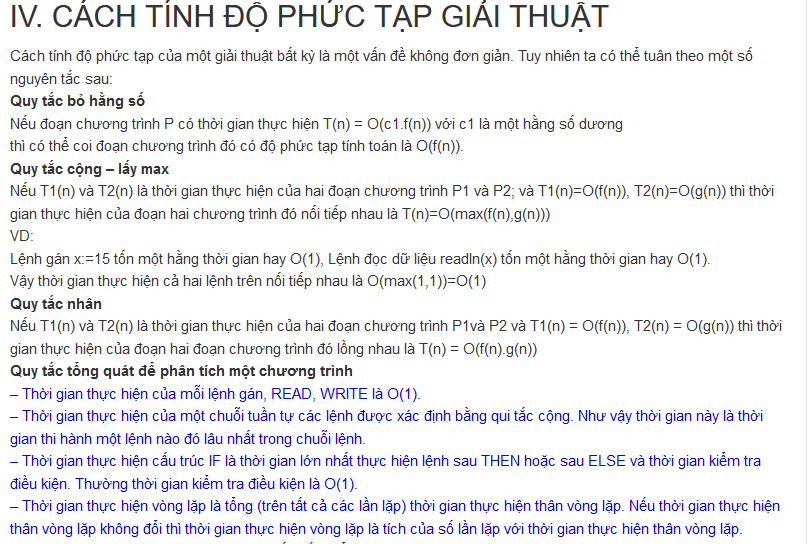 IV. CÁCH TÍNH ĐỘ PHỨC TẠP GIẢI THUẬT
Cách tính độ phức tạp của một giải thuật bất kỳ là một vấn đề không đơn giản. Tuy nhiên ta có thể tuân theo một số
nguyên tắc sau:
Quy tắc bỏ hằng số
Nếu đoạn chương trình P có thời gian thực hiện T(n) = O(c1.f(n)) với c1 là một hằng số dương
thì có thể coi đoạn chương trình đó có độ phức tạp tính toán là O(f(n)).
Quy tắc cộng – lấy max
Nếu T1(n) và T2(n) là thời gian thực hiện của hai đoạn chương trình P1 và P2; và T1(n)=O(f(n)), T2(n)=O(g(n)) thì thời
gian thực hiện của đoạn hai chương trình đó nối tiếp nhau là T(n)=O(max(f(n),g(n)))
VD:
Lệnh gán x:=15 tốn một hằng thời gian hay O(1), Lệnh đọc dữ liệu readln(x) tốn một hằng thời gian hay O(1).
Vậy thời gian thực hiện cả hai lệnh trên nối tiếp nhau là O(max(1,1))=O(1)
Quy tắc nhân
Nếu T1(n) và T2(n) là thời gian thực hiện của hai đoạn chương trình P1và P2 và T1(n) = O(f(n)), T2(n) = O(g(n)) thì thời
gian thực hiện của đoạn hai đoạn chương trình đó lồng nhau là T(n) = O(f(n).g(n))
Quy tắc tổng quát để phân tích một chương trình
– Thời gian thực hiện của mỗi lệnh gán, READ, WRITE là O(1).
– Thời gian thực hiện của một chuỗi tuần tự các lệnh được xác định bằng qui tắc cộng. Như vậy thời gian này là thời
gian thi hành một lệnh nào đó lâu nhất trong chuỗi lệnh.
– Thời gian thực hiện cấu trúc IF là thời gian lớn nhất thực hiện lệnh sau THEN hoặc sau ELSE và thời gian kiểm tra
điều kiện. Thường thời gian kiểm tra điều kiện là O(1).
– Thời gian thực hiện vòng lặp là tổng (trên tất cả các lần lặp) thời gian thực hiện thân vòng lặp. Nếu thời gian thực hiện
thân vòng lặp không đổi thì thời gian thực hiện vòng lặp là tích của số lần lặp với thời gian thực hiện thân vòng lặp.